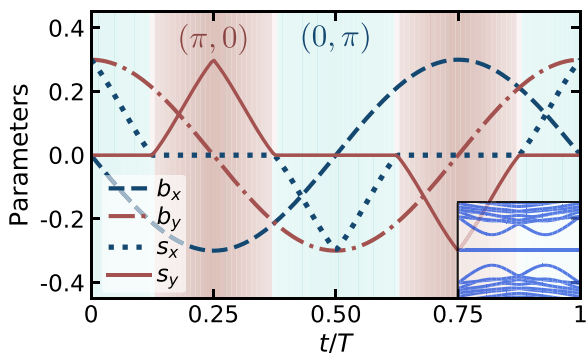 (π, 0) (0, π)
Parameters
0.4
0.2
0.0
-0.2
-0.4
b_x
b_y
s_x
s_y
0 0.25 0.50 0.75 1
t/T